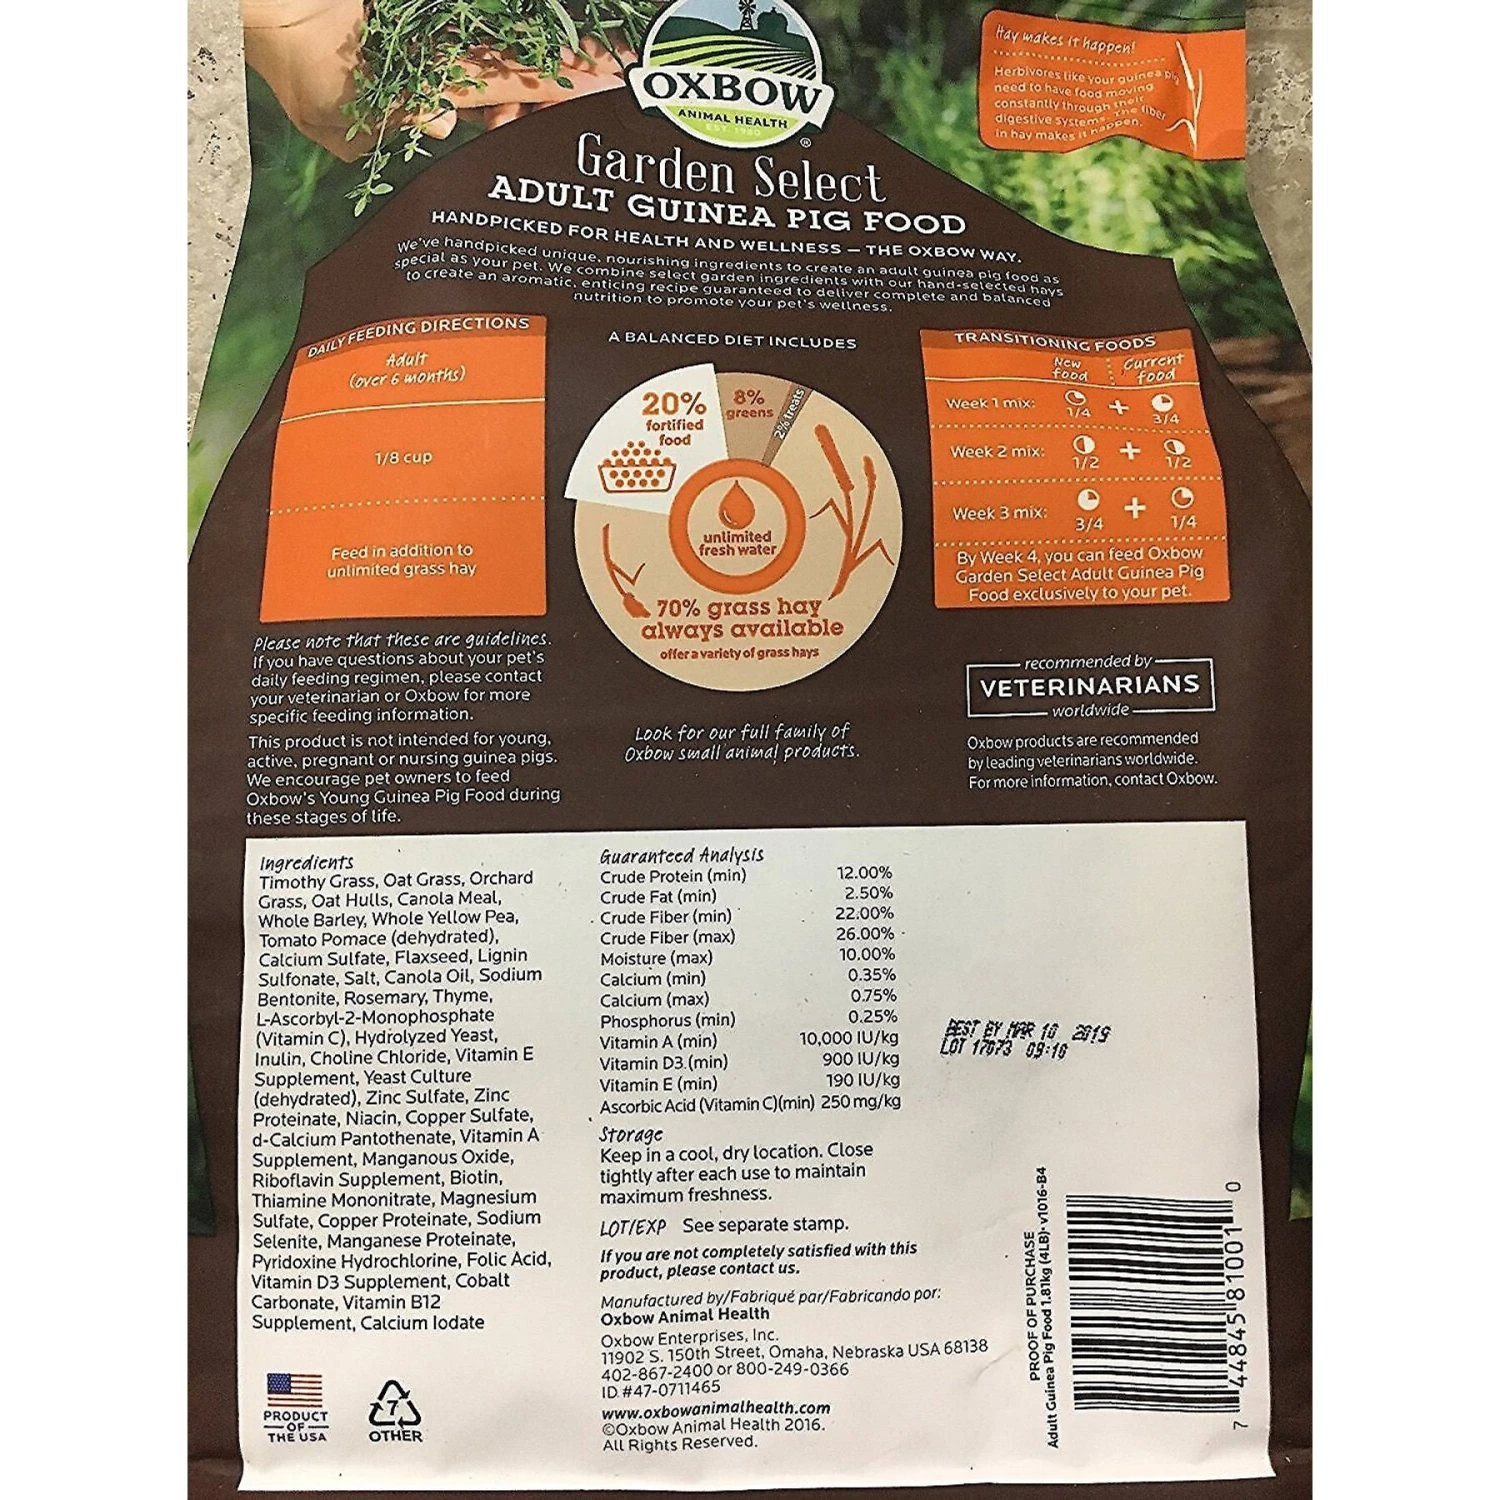 OXBOW
ANIMAL HEALTH
EST. 1980
®
Hay makes it happen!
Herbivores like your guinea pig
need to have food moving
constantly through their
digestive systems. The fiber
in hay makes it happen.
Garden Select
ADULT GUINEA PIG FOOD
HANDPICKED FOR HEALTH AND WELLNESS — THE OXBOW WAY.
We've handpicked unique, nourishing ingredients to create an adult guinea pig food as
special as your pet. We combine select garden ingredients with our hand-selected hays
to create an aromatic, enticing recipe guaranteed to deliver complete and balanced
nutrition to promote your pet's wellness.
DAILY FEEDING DIRECTIONS
Adult
(over 6 months)
1/8 cup
Feed in addition to
unlimited grass hay
Please note that these are guidelines.
If you have questions about your pet's
daily feeding regimen, please contact
your veterinarian or Oxbow for more
specific feeding information.
This product is not intended for young,
active, pregnant or nursing guinea pigs.
We encourage pet owners to feed
Oxbow's Young Guinea Pig Food during
these stages of life.
A BALANCED DIET INCLUDES
20%
fortified
food
8%
greens
2% treats
unlimited
fresh water
70% grass hay
always available
offer a variety of grass hays
Look for our full family of
Oxbow small animal products.
TRANSITIONING FOODS
New food Current food
Week 1 mix: 1/4 + 3/4
Week 2 mix: 1/2 + 1/2
Week 3 mix: 3/4 + 1/4
By Week 4, you can feed Oxbow
Garden Select Adult Guinea Pig
Food exclusively to your pet.
recommended by
VETERINARIANS
worldwide
Oxbow products are recommended
by leading veterinarians worldwide.
For more information, contact Oxbow.
Ingredients
Timothy Grass, Oat Grass, Orchard
Grass, Oat Hulls, Canola Meal,
Whole Barley, Whole Yellow Pea,
Tomato Pomace (dehydrated),
Calcium Sulfate, Flaxseed, Lignin
Sulfonate, Salt, Canola Oil, Sodium
Bentonite, Rosemary, Thyme,
L-Ascorbyl-2-Monophosphate
(Vitamin C), Hydrolyzed Yeast,
Inulin, Choline Chloride, Vitamin E
Supplement, Yeast Culture
(dehydrated), Zinc Sulfate, Zinc
Proteinate, Niacin, Copper Sulfate,
d-Calcium Pantothenate, Vitamin A
Supplement, Manganous Oxide,
Riboflavin Supplement, Biotin,
Thiamine Mononitrate, Magnesium
Sulfate, Copper Proteinate, Sodium
Selenite, Manganese Proteinate,
Pyridoxine Hydrochlorine, Folic Acid,
Vitamin D3 Supplement, Cobalt
Carbonate, Vitamin B12
Supplement, Calcium Iodate
PRODUCT
OF
THE USA
7
OTHER
Guaranteed Analysis
Crude Protein (min) 12.00%
Crude Fat (min) 2.50%
Crude Fiber (min) 22.00%
Crude Fiber (max) 26.00%
Moisture (max) 10.00%
Calcium (min) 0.35%
Calcium (max) 0.75%
Phosphorus (min) 0.25%
Vitamin A (min) 10,000 IU/kg
Vitamin D3 (min) 900 IU/kg
Vitamin E (min) 190 IU/kg
Ascorbic Acid (Vitamin C)(min) 250 mg/kg
Storage
Keep in a cool, dry location. Close
tightly after each use to maintain
maximum freshness.
LOT/EXP See separate stamp.
If you are not completely satisfied with this
product, please contact us.
Manufactured by/Fabriqué par/Fabricando por:
Oxbow Animal Health
Oxbow Enterprises, Inc.
11902 S. 150th Street, Omaha, Nebraska USA 68138
402-867-2400 or 800-249-0366
ID #47-0711465
www.oxbowanimalhealth.com
©Oxbow Animal Health 2016.
All Rights Reserved.
BEST BY MAR 10 2019
LOT 17073 09:16
PROOF OF PURCHASE
Adult Guinea Pig Food 1.81kg (4LB)• v1016-B4
7 44845 81001 0